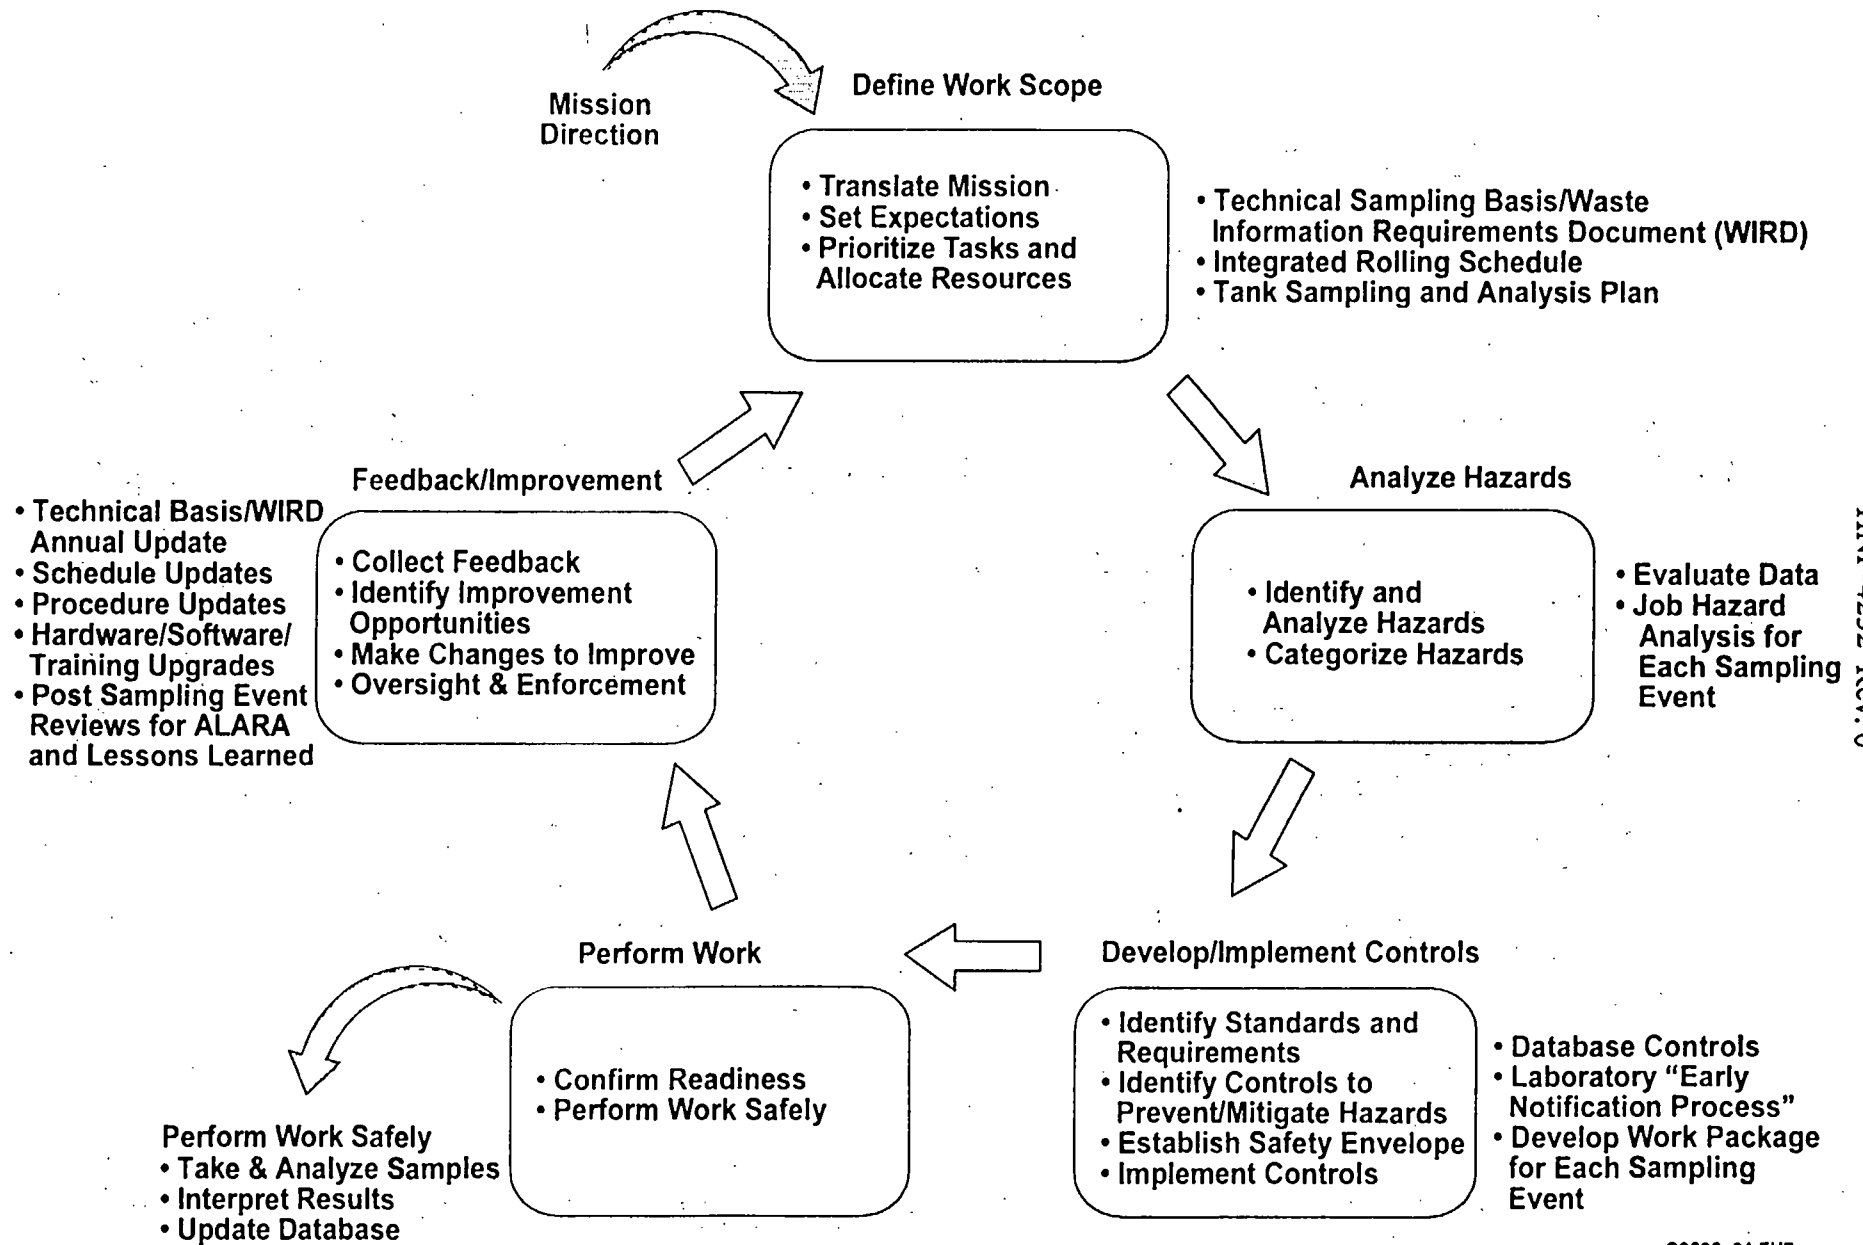 Mission
Direction
Define Work Scope
• Translate Mission
• Set Expectations
• Prioritize Tasks and
Allocate Resources
• Technical Sampling Basis/Waste
Information Requirements Document (WIRD)
• Integrated Rolling Schedule
• Tank Sampling and Analysis Plan
Analyze Hazards
• Identify and
Analyze Hazards
• Categorize Hazards
• Evaluate Data
• Job Hazard
Analysis for
Each Sampling
Event
Develop/Implement Controls
• Identify Standards and
Requirements
• Identify Controls to
Prevent/Mitigate Hazards
• Establish Safety Envelope
• Implement Controls
• Database Controls
• Laboratory “Early
Notification Process”
• Develop Work Package
for Each Sampling
Event
Perform Work
• Confirm Readiness
• Perform Work Safely
Perform Work Safely
• Take & Analyze Samples
• Interpret Results
• Update Database
Feedback/Improvement
• Collect Feedback
• Identify Improvement
Opportunities
• Make Changes to Improve
• Oversight & Enforcement
• Technical Basis/WIRD
Annual Update
• Schedule Updates
• Procedure Updates
• Hardware/Software/
Training Upgrades
• Post Sampling Event
Reviews for ALARA
and Lessons Learned